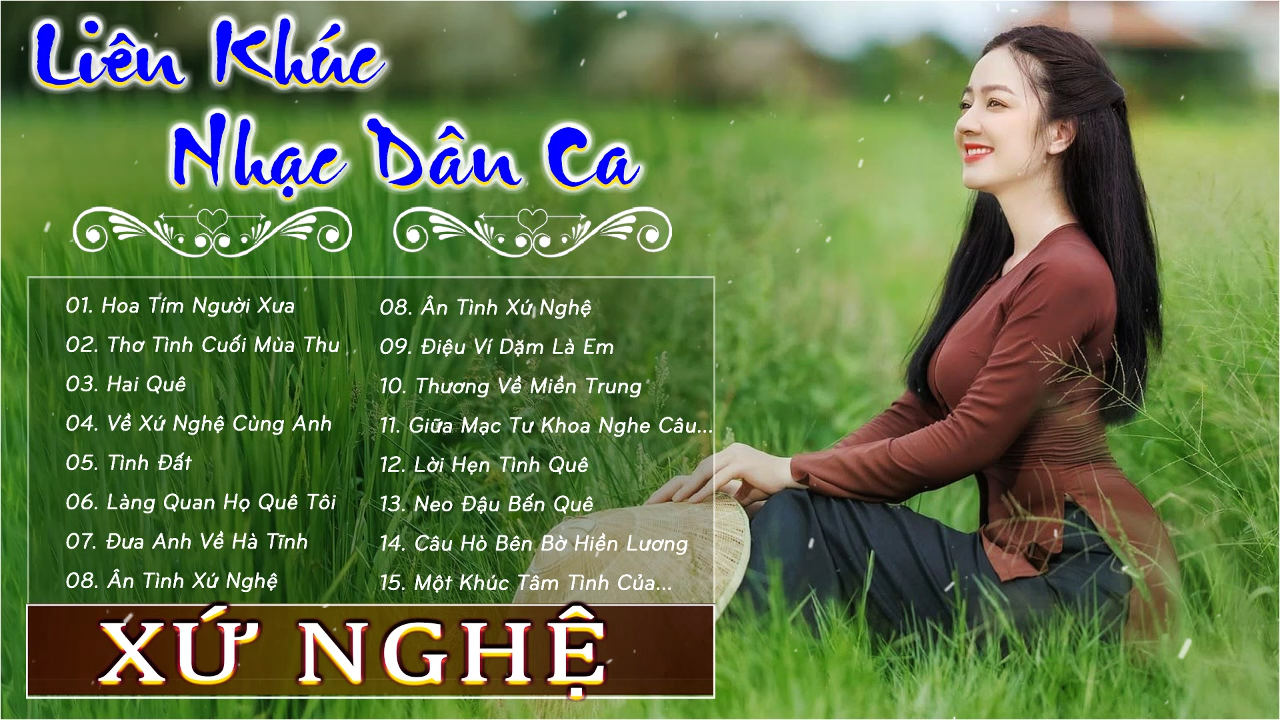 Liên Khúc
Nhạc Dân Ca
01. Hoa Tím Người Xưa
02. Thơ Tình Cuối Mùa Thu
03. Hai Quê
04. Về Xứ Nghệ Cùng Anh
05. Tình Đất
06. Làng Quan Họ Quê Tôi
07. Đưa Anh Về Hà Tĩnh
08. Ân Tình Xứ Nghệ
08. Ân Tình Xứ Nghệ
09. Điệu Ví Dặm Là Em
10. Thương Về Miền Trung
11. Giữa Mạc Tư Khoa Nghe Câu...
12. Lời Hẹn Tình Quê
13. Neo Đậu Bến Quê
14. Câu Hò Bên Bờ Hiền Lương
15. Một Khúc Tâm Tình Của...
XỨ NGHỆ